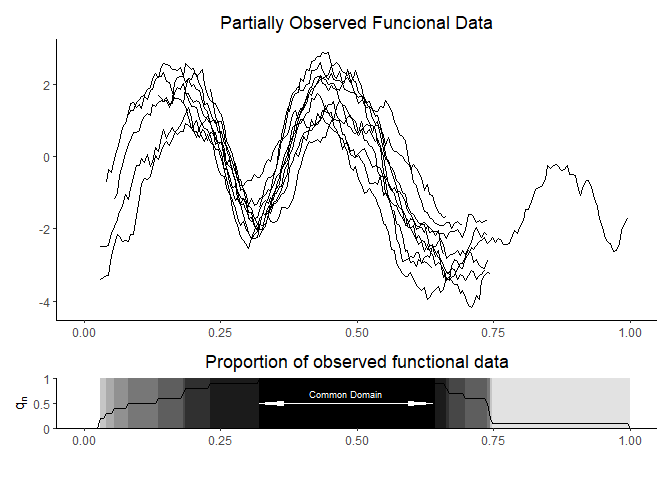 Partially Observed Funcional Data
2
0
-2
-4
0.00 0.25 0.50 0.75 1.00
Proportion of observed functional data
qn
1
0.5
0
Common Domain
0.00 0.25 0.50 0.75 1.00